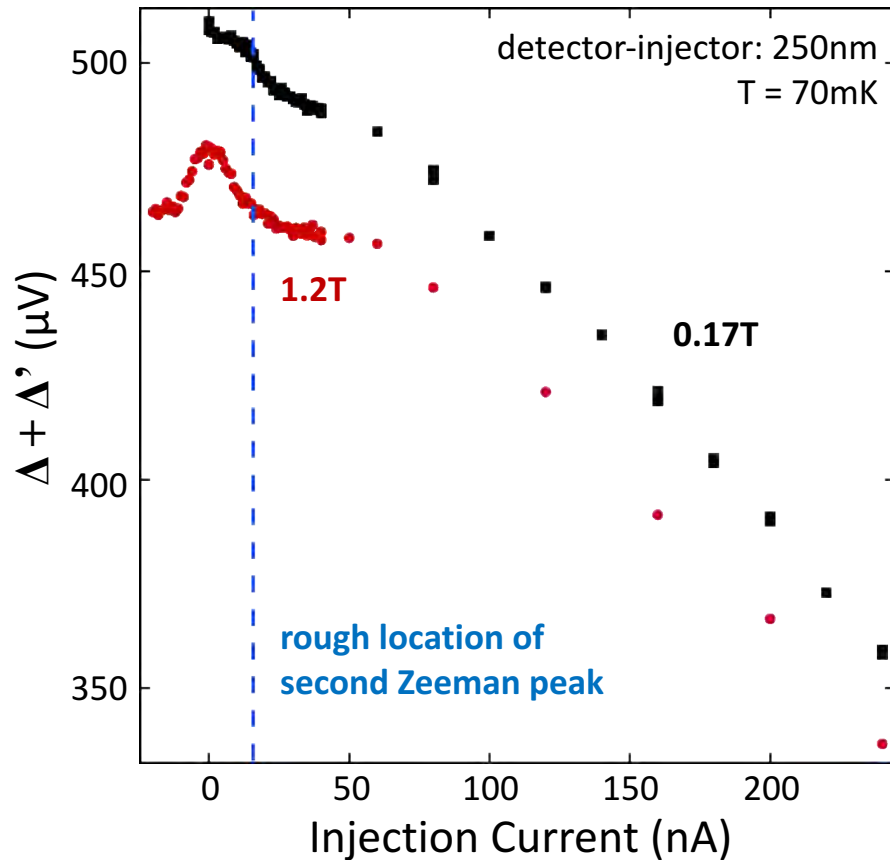 detector-injector: 250nm
T = 70mK
500
450
400
350
Δ + Δ’ (µV)
1.2T
0.17T
rough location of
second Zeeman peak
0
50
100
150
200
Injection Current (nA)